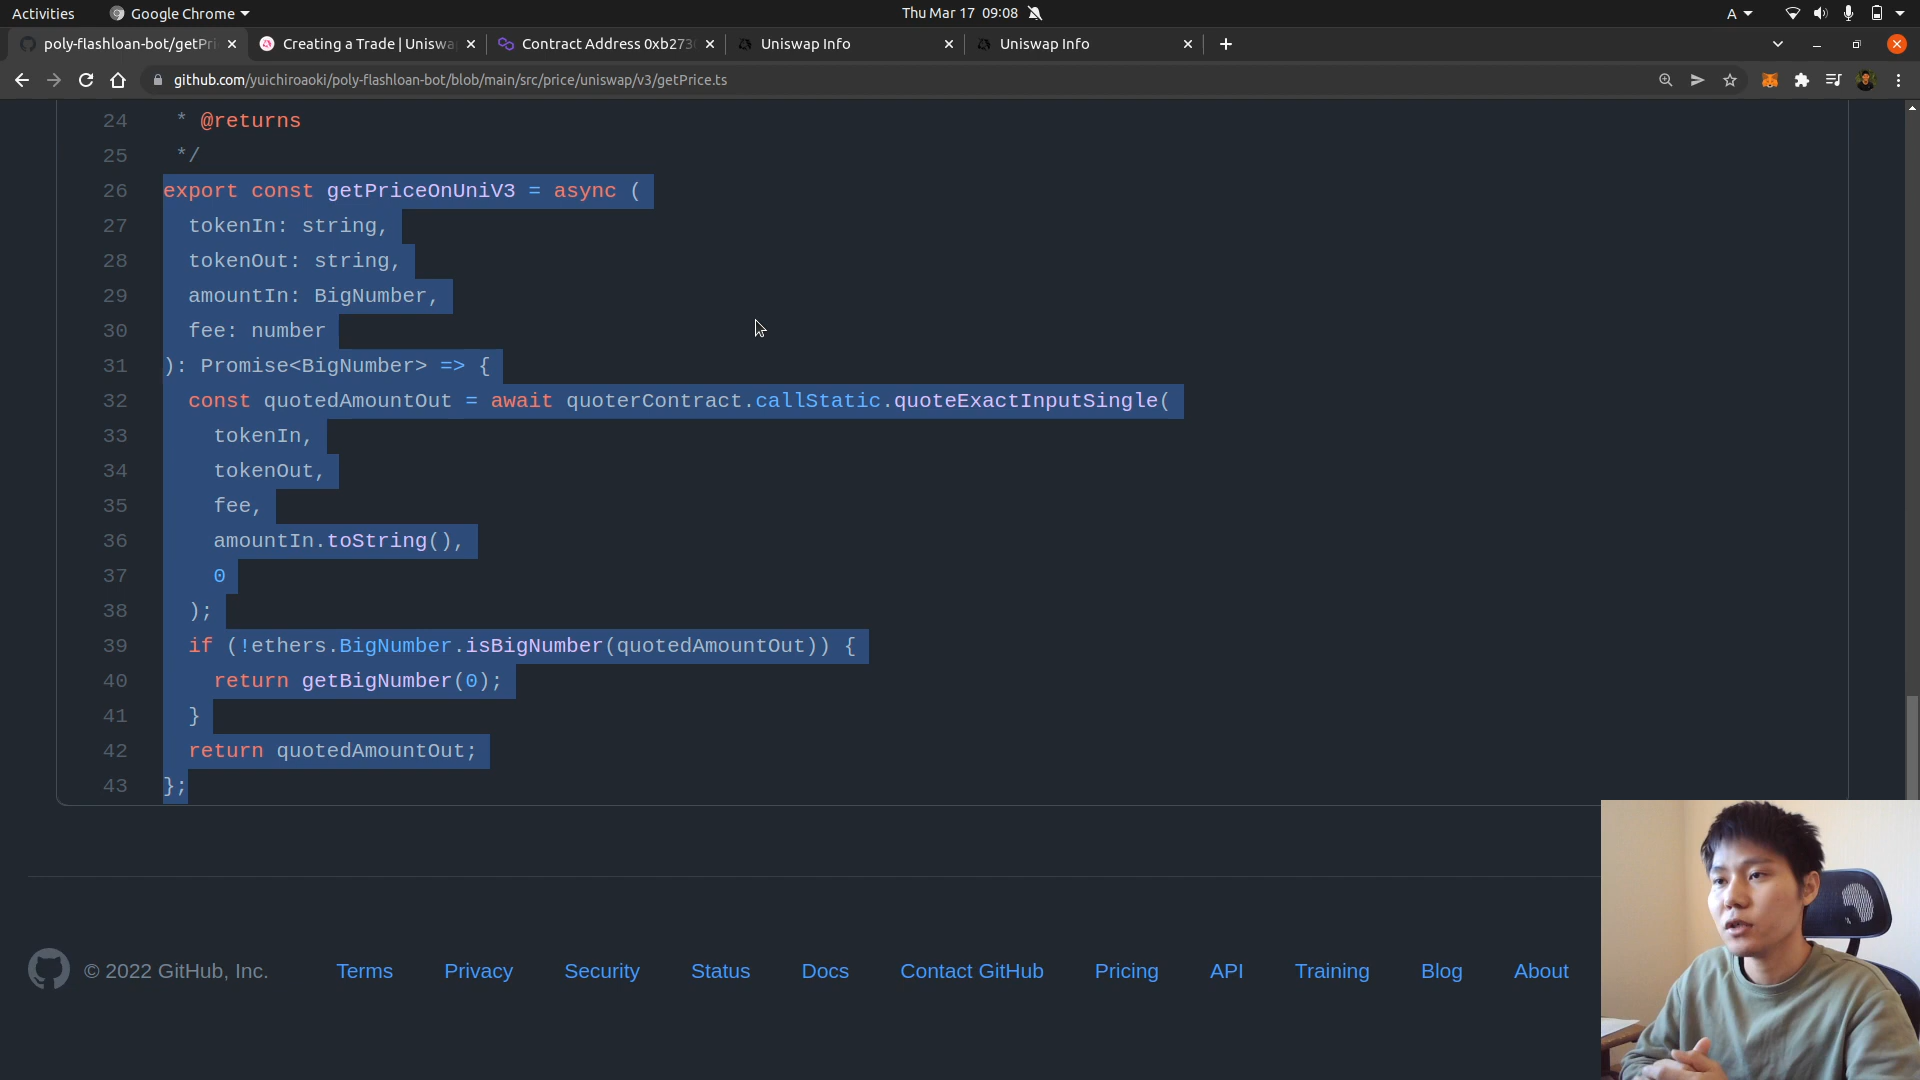 Activities Google Chrome Thu Mar 17 09:08 A
poly-flashloan-bot/getPri Creating a Trade | Uniswa Contract Address 0xb273 Uniswap Info Uniswap Info
github.com/yuichiroaoki/poly-flashloan-bot/blob/main/src/price/uniswap/v3/getPrice.ts
24 * @returns
25 */
26 export const getPriceOnUniV3 = async (
27 tokenIn: string,
28 tokenOut: string,
29 amountIn: BigNumber,
30 fee: number
31 ): Promise<BigNumber> => {
32 const quotedAmountOut = await quoterContract.callStatic.quoteExactInputSingle(
33 tokenIn,
34 tokenOut,
35 fee,
36 amountIn.toString(),
37 0
38 );
39 if (!ethers.BigNumber.isBigNumber(quotedAmountOut)) {
40 return getBigNumber(0);
41 }
42 return quotedAmountOut;
43 };
© 2022 GitHub, Inc. Terms Privacy Security Status Docs Contact GitHub Pricing API Training Blog About